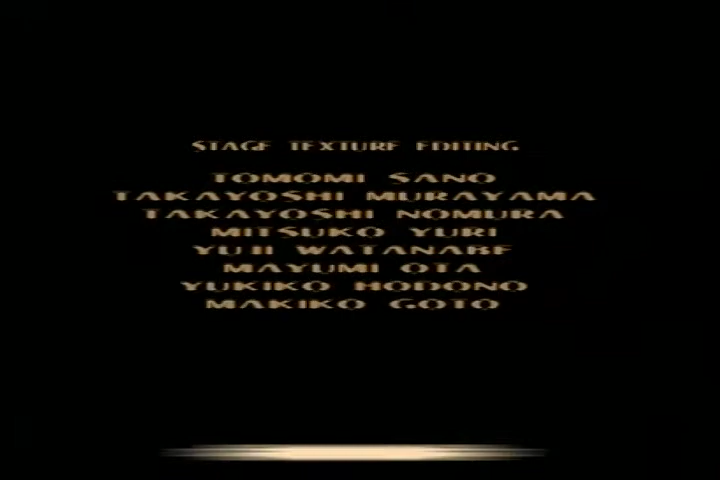 STAGE TEXTURE EDITING
TOMOMI SANO
TAKAYOSHI MURAYAMA
TAKAYOSHI NOMURA
MITSUKO YURI
YUJI WATANABE
MAYUMI OTA
YUKIKO HODONO
MAKIKO GOTO